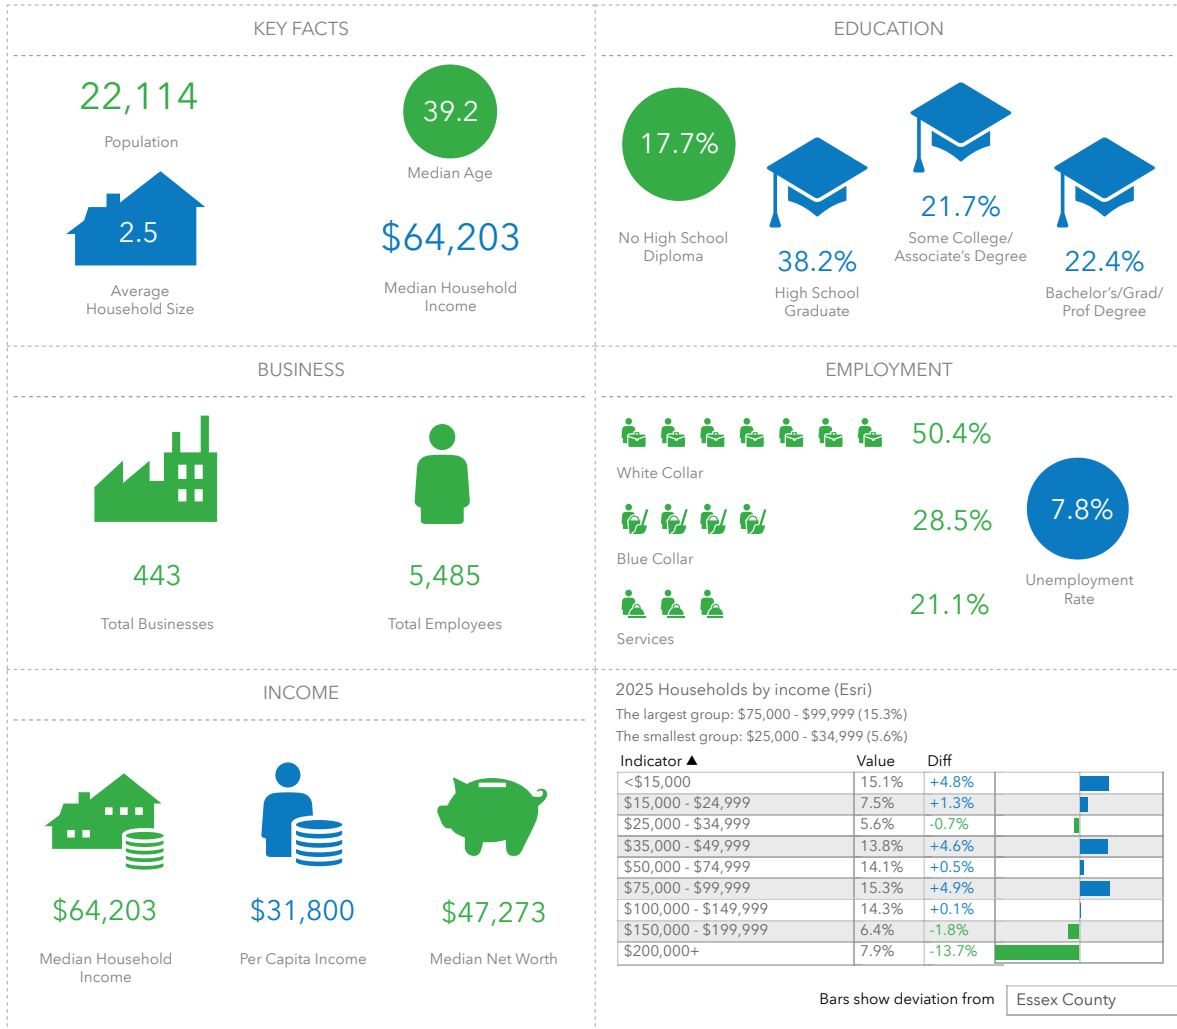 KEY FACTS
22,114
Population
39.2
Median Age
2.5
Average
Household Size
$64,203
Median Household
Income
EDUCATION
17.7%
No High School
Diploma
38.2%
High School
Graduate
21.7%
Some College/
Associate's Degree
22.4%
Bachelor's/Grad/
Prof Degree
BUSINESS
443
Total Businesses
5,485
Total Employees
EMPLOYMENT
50.4%
White Collar
28.5%
Blue Collar
21.1%
Services
7.8%
Unemployment
Rate
INCOME
$64,203
Median Household
Income
$31,800
Per Capita Income
$47,273
Median Net Worth
2025 Households by income (Esri)
The largest group: $75,000 - $99,999 (15.3%)
The smallest group: $25,000 - $34,999 (5.6%)
Indicator ▲ Value Diff
<$15,000 15.1% +4.8%
$15,000 - $24,999 7.5% +1.3%
$25,000 - $34,999 5.6% -0.7%
$35,000 - $49,999 13.8% +4.6%
$50,000 - $74,999 14.1% +0.5%
$75,000 - $99,999 15.3% +4.9%
$100,000 - $149,999 14.3% +0.1%
$150,000 - $199,999 6.4% -1.8%
$200,000+ 7.9% -13.7%
Bars show deviation from Essex County